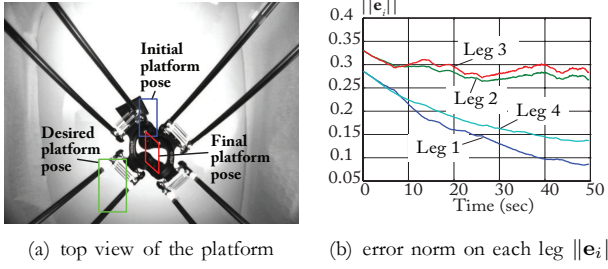 Initial
platform
pose
Desired
platform
pose
Final
platform
pose
||e_i||
0.4
0.35
0.3
0.25
0.2
0.15
0.1
0.05
Leg 3
Leg 2
Leg 4
Leg 1
0 10 20 30 40 50
Time (sec)
(a) top view of the platform
(b) error norm on each leg ||e_i|